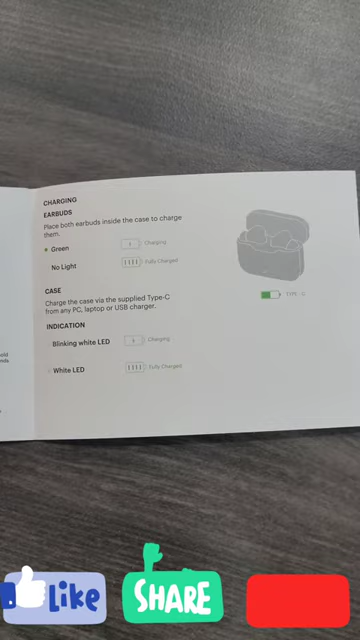 CHARGING
EARBUDS
Place both earbuds inside the case to charge
them.
Green
Charging
No Light
Fully Charged
CASE
Charge the case via the supplied Type-C
from any PC, laptop or USB charger.
INDICATION
Blinking white LED
Charging
White LED
Fully Charged
TYPE - C
Like
SHARE